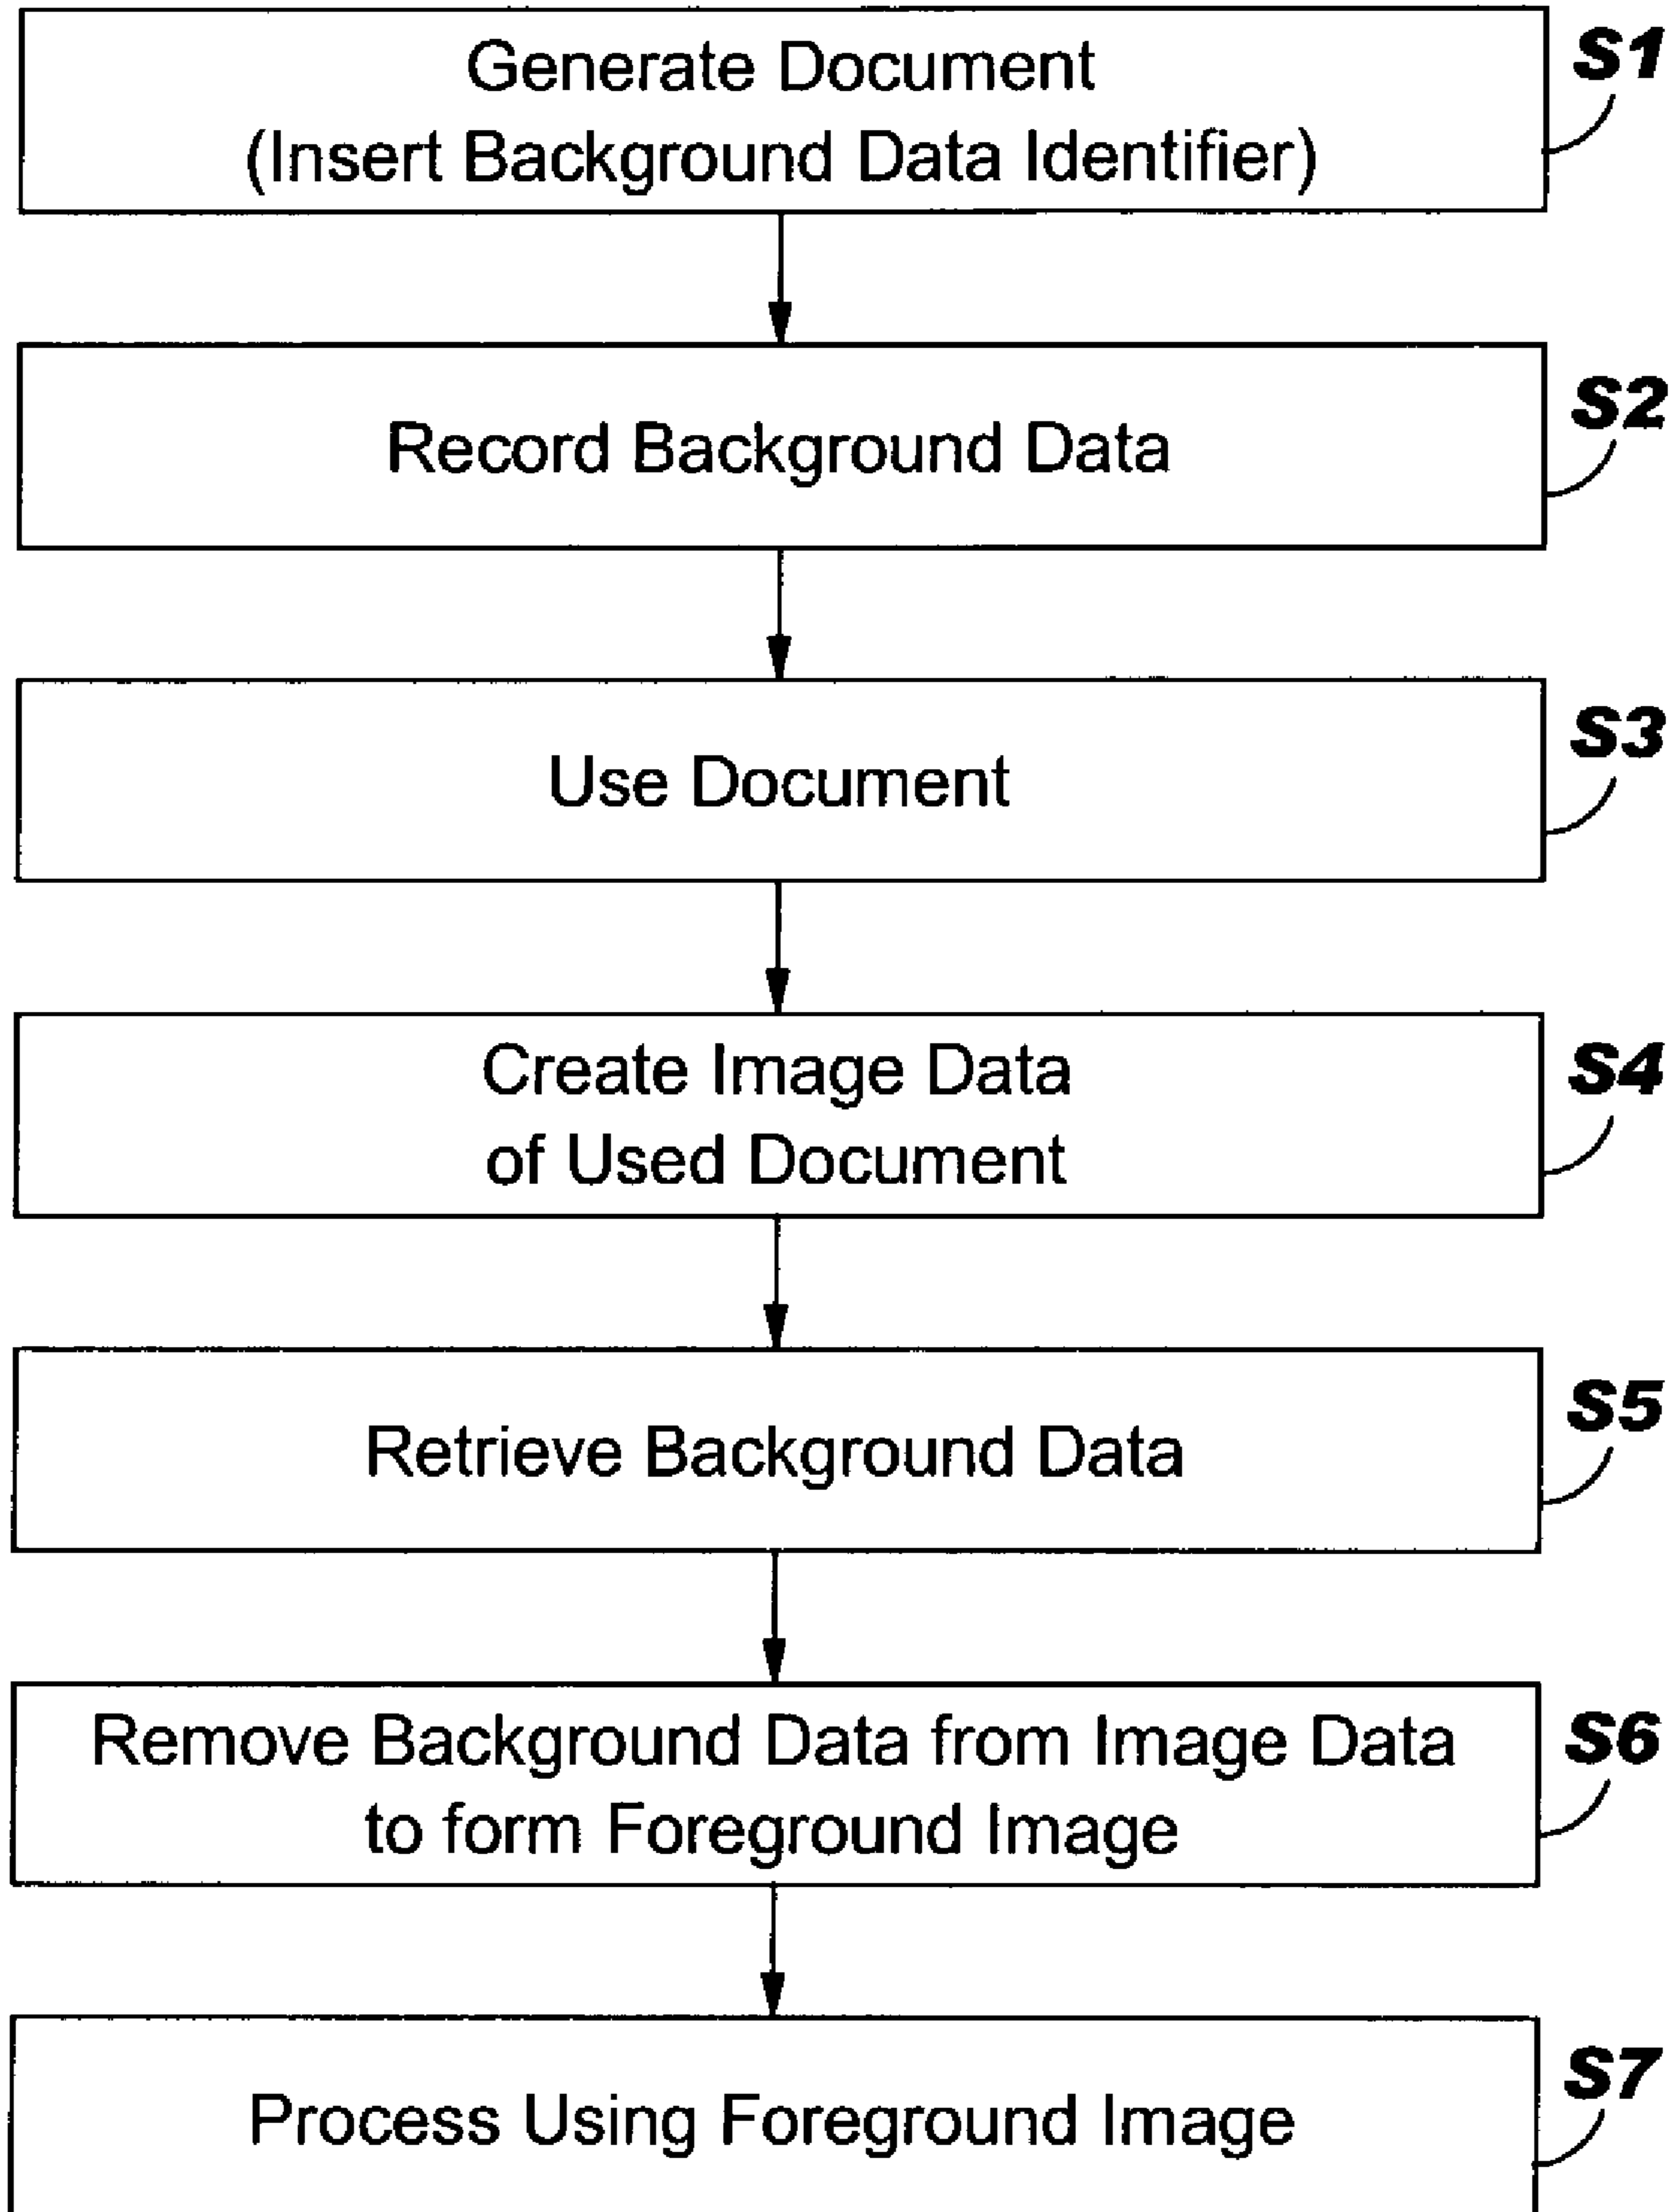 Generate Document
(Insert Background Data Identifier)
S1
Record Background Data
S2
Use Document
S3
Create Image Data
of Used Document
S4
Retrieve Background Data
S5
Remove Background Data from Image Data
to form Foreground Image
S6
Process Using Foreground Image
S7